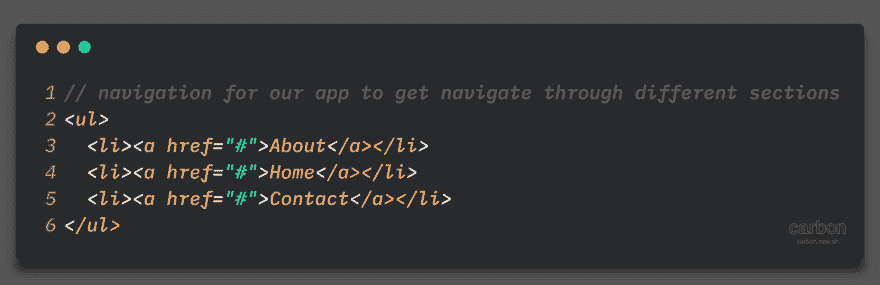 1 // navigation for our app to get navigate through different sections
2 <ul>
3   <li><a href="#">About</a></li>
4   <li><a href="#">Home</a></li>
5   <li><a href="#">Contact</a></li>
6 </ul>
carbon
carbon.now.sh